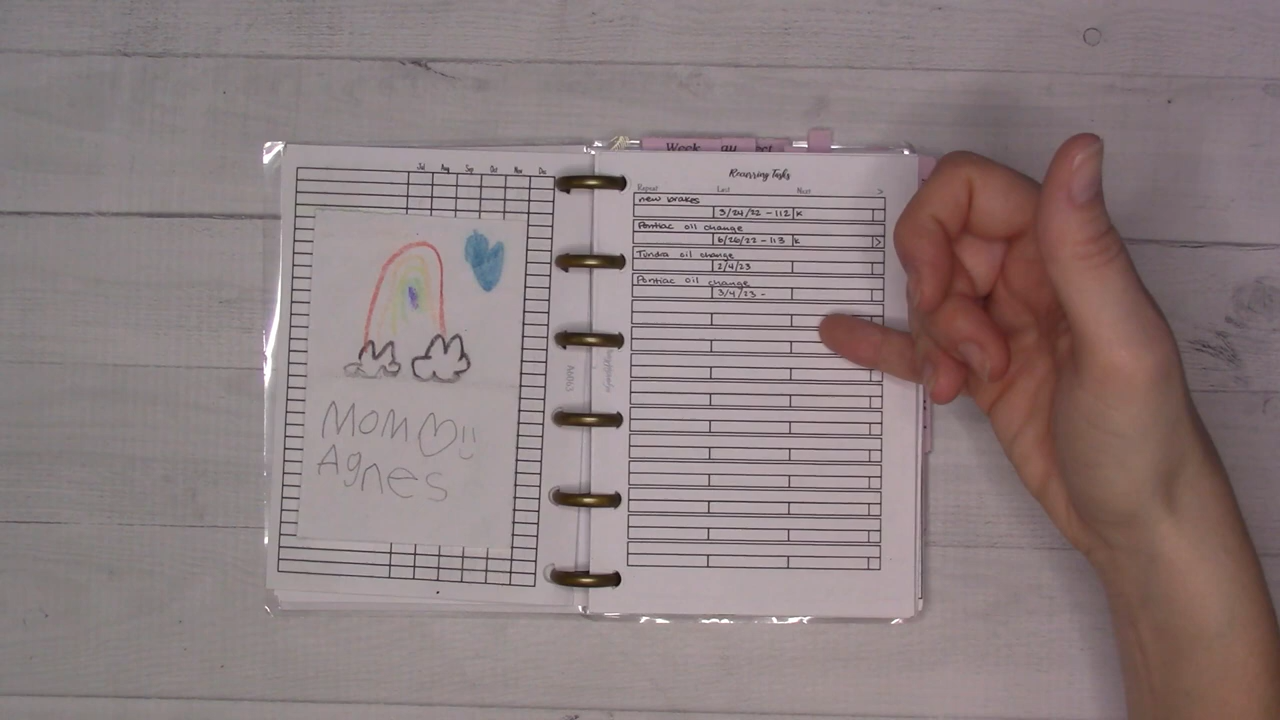 Jul Aug Sep Oct Nov Dec
MOM
Agnes
Week
Recurring Tasks
Repeat Last Next >
new brakes
3/24/22 - 112 k
Pontiac oil change
6/26/22 - 113 k >
Tundra oil change
2/4/23
Pontiac oil change
3/4/23 -